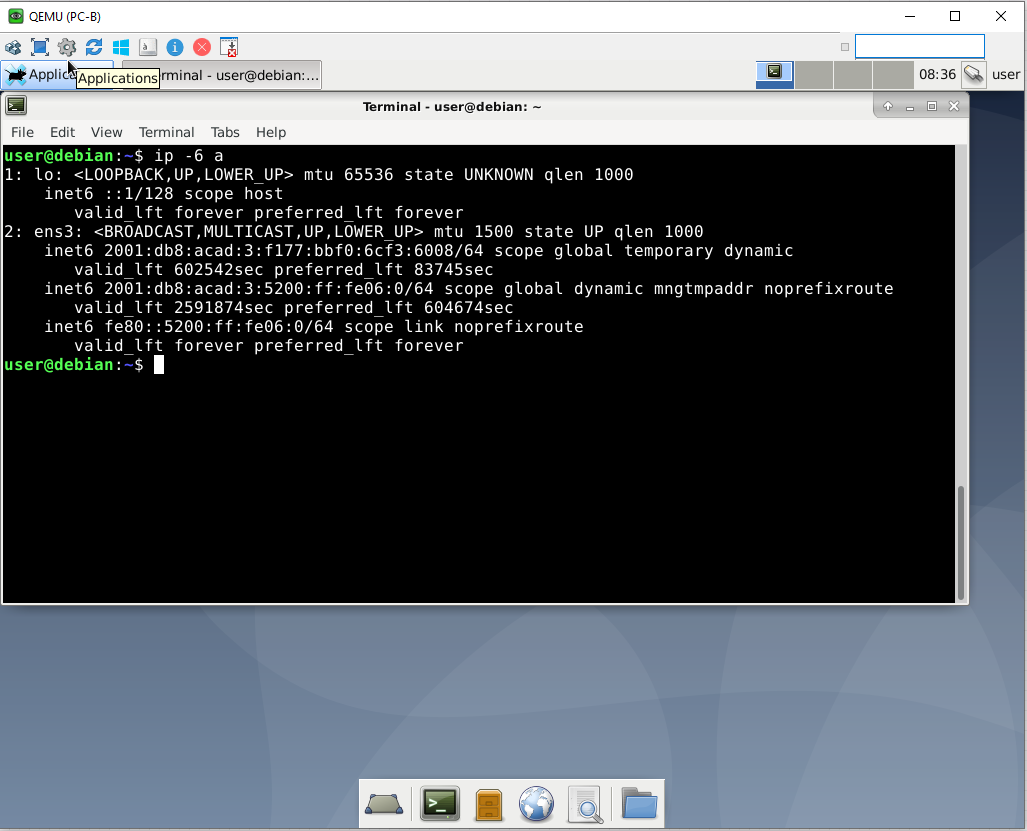 QEMU (PC-B)
Applic
Applications
rminal - user@debian:...
08:36
user
Terminal - user@debian: ~
File Edit View Terminal Tabs Help
user@debian:~$ ip -6 a
1: lo: <LOOPBACK,UP,LOWER_UP> mtu 65536 state UNKNOWN qlen 1000
inet6 ::1/128 scope host
valid_lft forever preferred_lft forever
2: ens3: <BROADCAST,MULTICAST,UP,LOWER_UP> mtu 1500 state UP qlen 1000
inet6 2001:db8:acad:3:f177:bbf0:6cf3:6008/64 scope global temporary dynamic
valid_lft 602542sec preferred_lft 83745sec
inet6 2001:db8:acad:3:5200:ff:fe06:0/64 scope global dynamic mngtmpaddr noprefixroute
valid_lft 2591874sec preferred_lft 604674sec
inet6 fe80::5200:ff:fe06:0/64 scope link noprefixroute
valid_lft forever preferred_lft forever
user@debian:~$